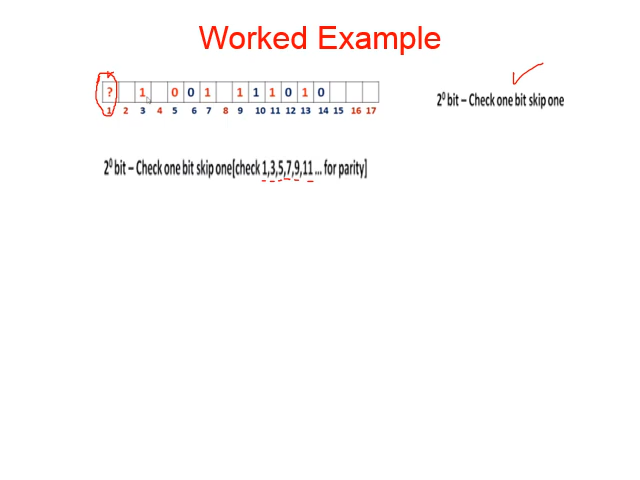 Worked Example
? 1 0 0 1 1 1 1 0 1 0
1 2 3 4 5 6 7 8 9 10 11 12 13 14 15 16 17
2⁰ bit – Check one bit skip one
2⁰ bit – Check one bit skip one[check 1,3,5,7,9,11 ... for parity]